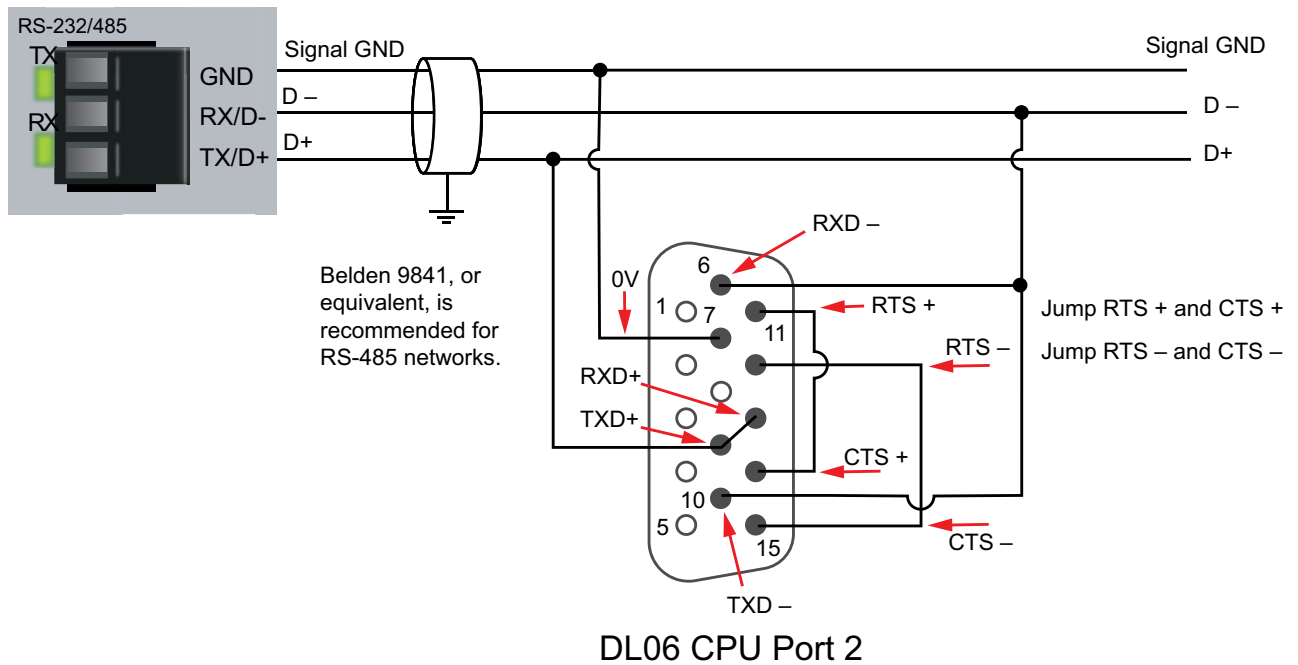 RS-232/485
TX
RX
GND
RX/D-
TX/D+
Signal GND
D –
D+
Signal GND
D –
D+
Belden 9841, or
equivalent, is
recommended for
RS-485 networks.
RXD –
6
0V
1
7
11
RTS +
RTS –
Jump RTS + and CTS +
Jump RTS – and CTS –
RXD+
TXD+
CTS +
10
5
15
CTS –
TXD –
DL06 CPU Port 2